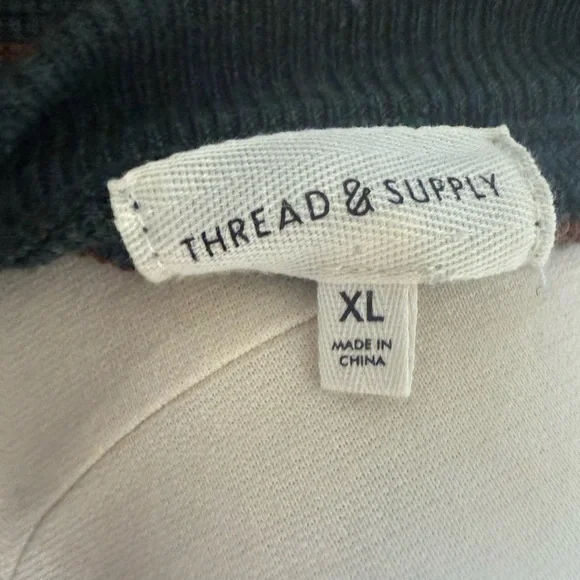 THREAD & SUPPLY
XL
MADE IN
CHINA